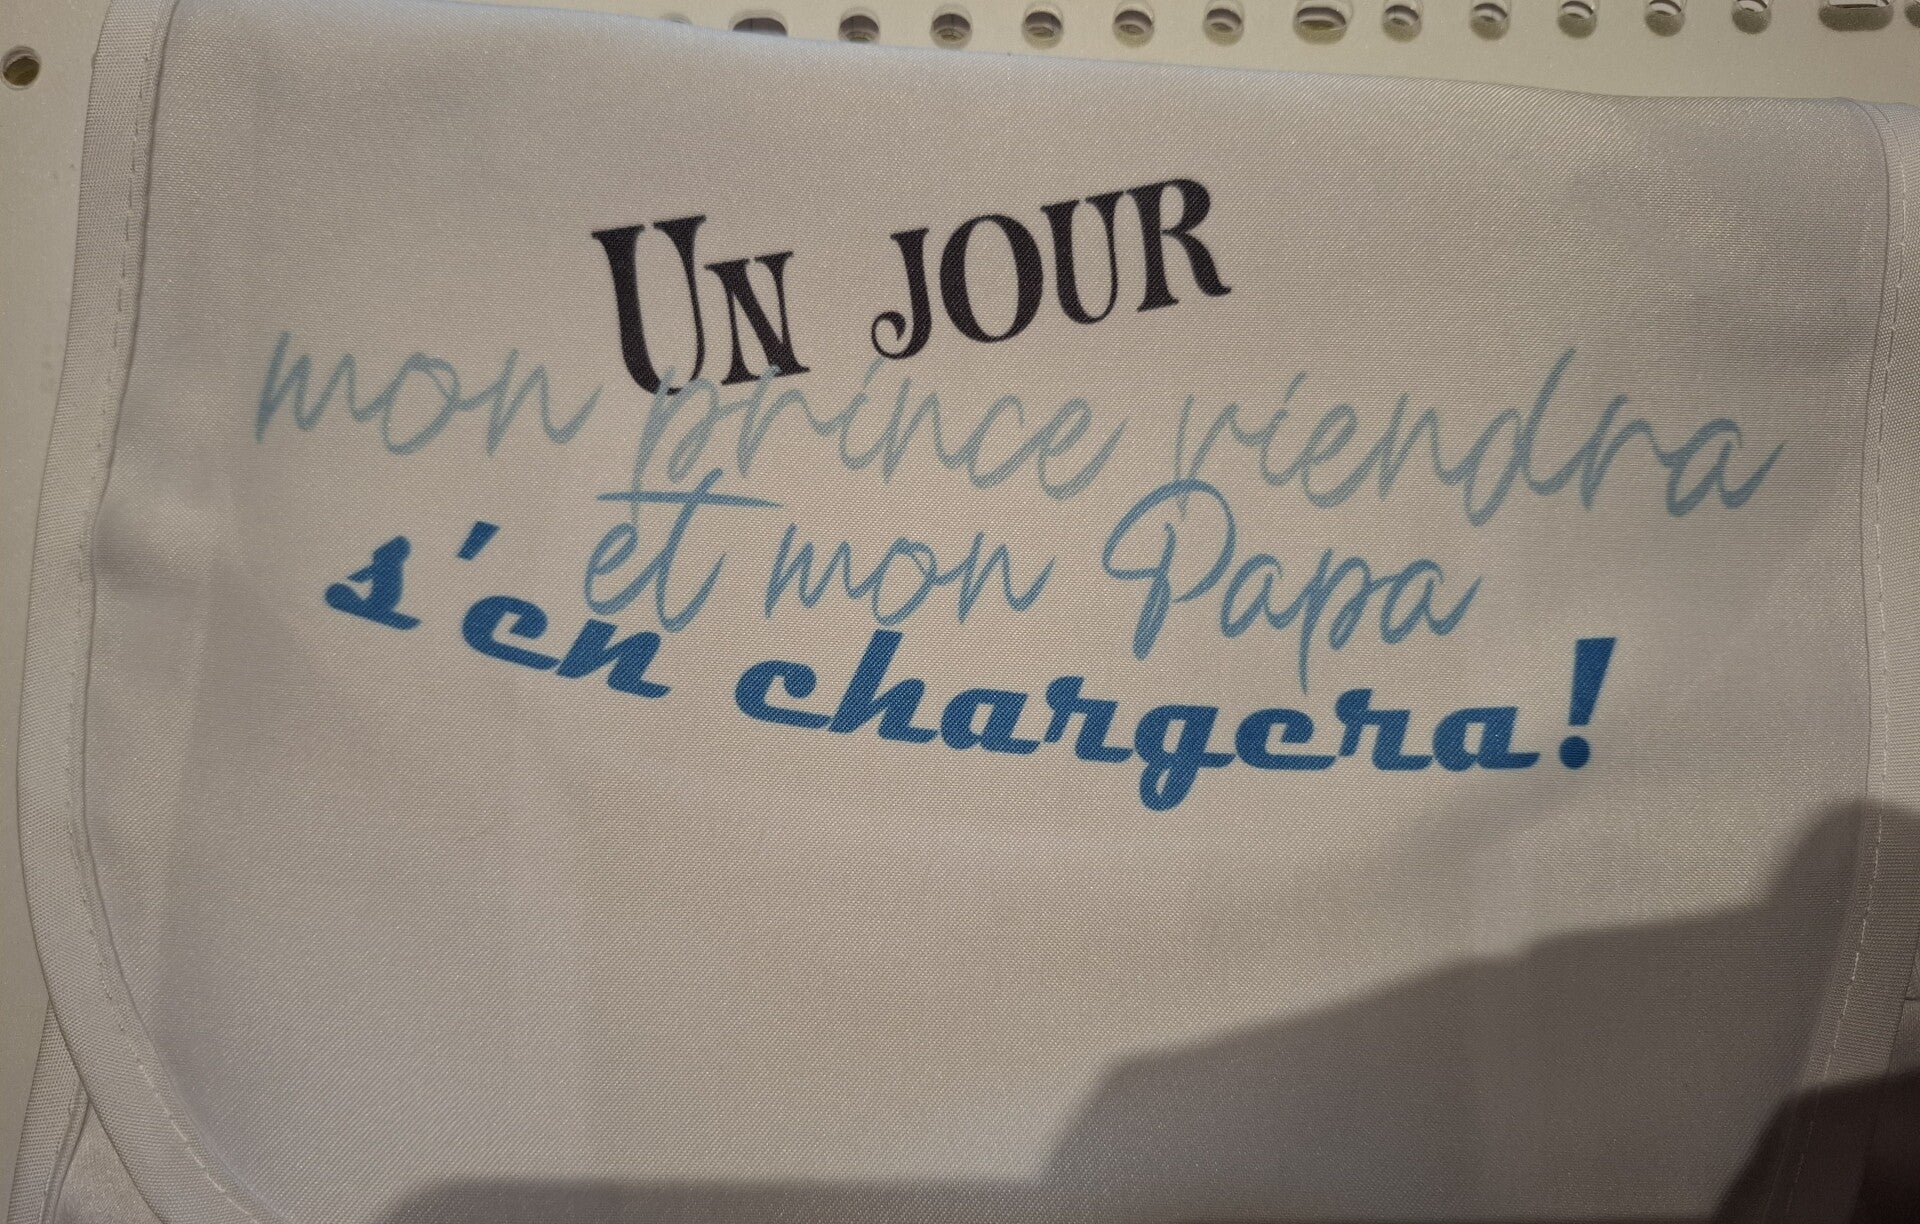 Un jour
mon prince viendra
et mon Papa
s'en chargera!